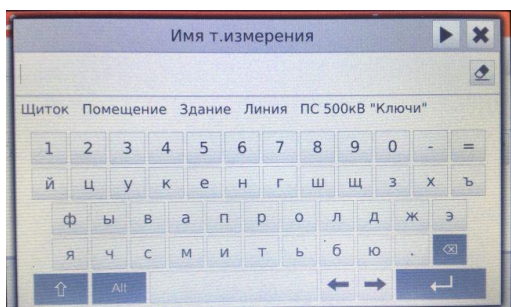 Имя т.измерения
Щиток Помещение Здание Линия ПС 500кВ "Ключи"
1 2 3 4 5 6 7 8 9 0 - =
й ц у к е н г ш щ з х ъ
ф ы в а п р о л д ж э
я ч с м и т ь б ю .
Alt